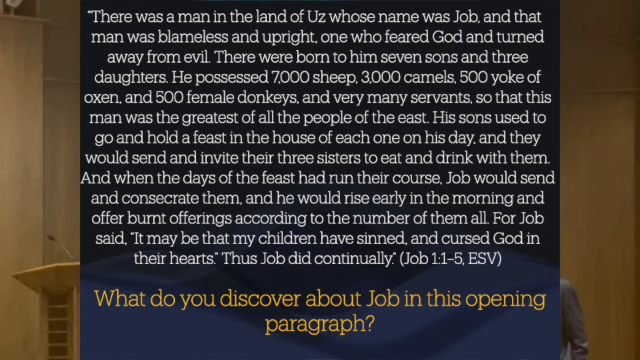 “There was a man in the land of Uz whose name was Job, and that
man was blameless and upright, one who feared God and turned
away from evil. There were born to him seven sons and three
daughters. He possessed 7,000 sheep, 3,000 camels, 500 yoke of
oxen, and 500 female donkeys, and very many servants, so that this
man was the greatest of all the people of the east. His sons used to
go and hold a feast in the house of each one on his day, and they
would send and invite their three sisters to eat and drink with them.
And when the days of the feast had run their course, Job would send
and consecrate them, and he would rise early in the morning and
offer burnt offerings according to the number of them all. For Job
said, “It may be that my children have sinned, and cursed God in
their hearts.” Thus Job did continually.” (Job 1:1–5, ESV)
What do you discover about Job in this opening
paragraph?